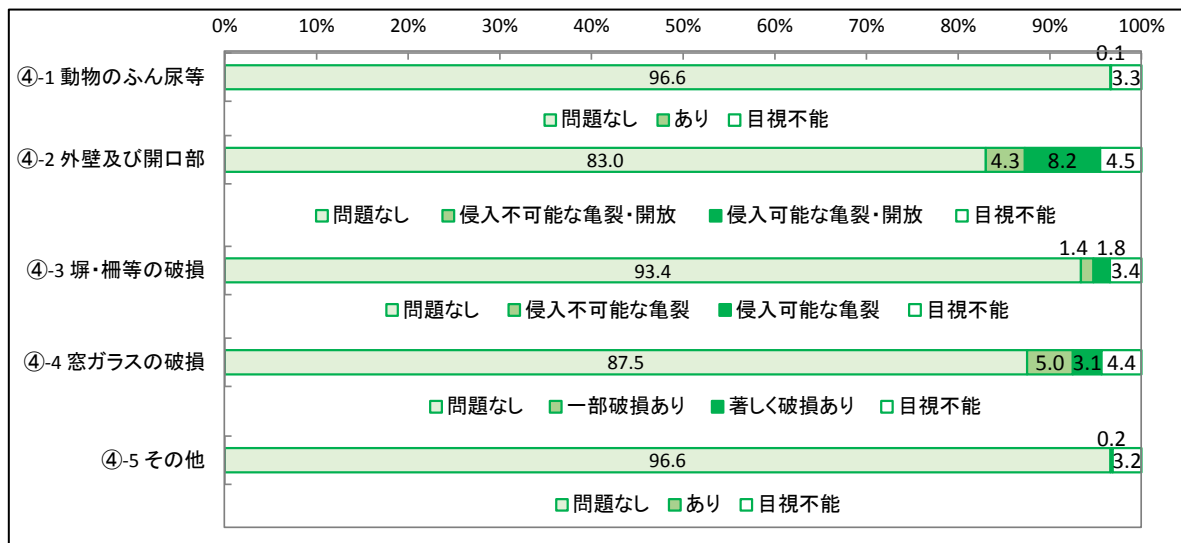 0% 10% 20% 30% 40% 50% 60% 70% 80% 90% 100%
0.1
④-1 動物のふん尿等 96.6 3.3
問題なし あり 目視不能
④-2 外壁及び開口部 83.0 4.3 8.2 4.5
問題なし 侵入不可能な亀裂・開放 侵入可能な亀裂・開放 目視不能
1.4 1.8
④-3 塀・柵等の破損 93.4 3.4
問題なし 侵入不可能な亀裂 侵入可能な亀裂 目視不能
④-4 窓ガラスの破損 87.5 5.0 3.1 4.4
問題なし 一部破損あり 著しく破損あり 目視不能
0.2
④-5 その他 96.6 3.2
問題なし あり 目視不能